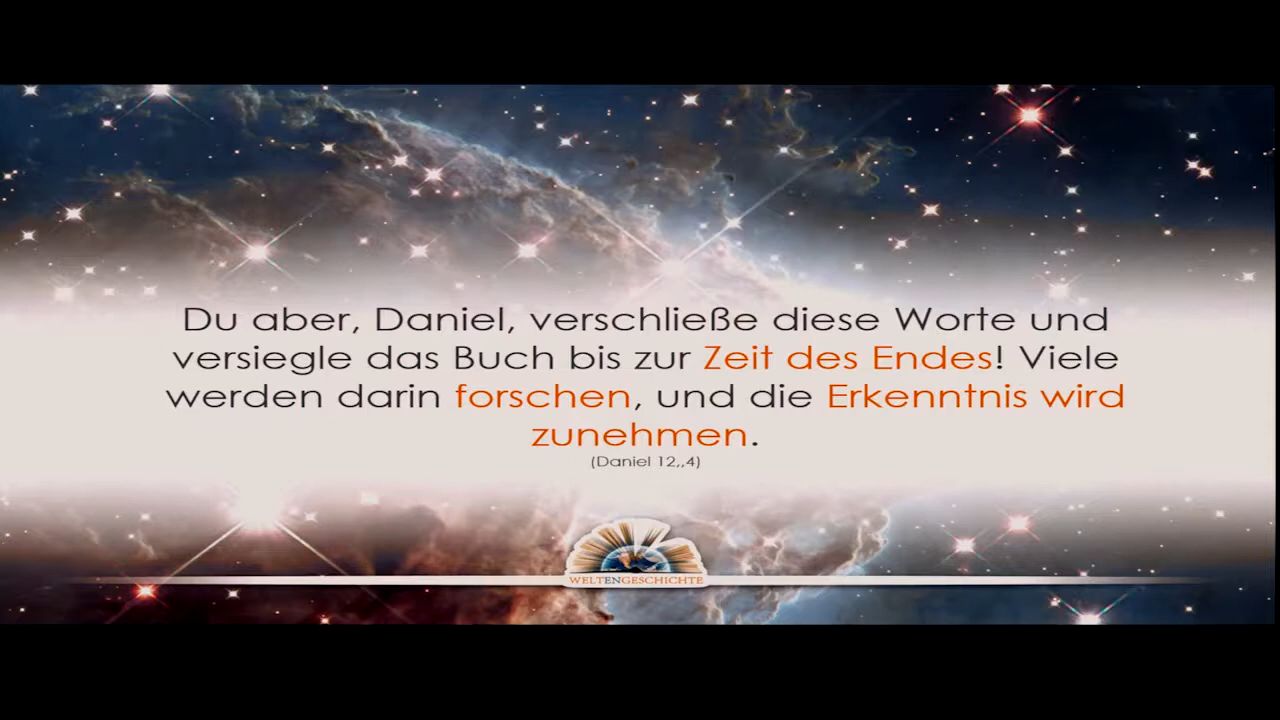 Du aber, Daniel, verschließe diese Worte und
versiegle das Buch bis zur Zeit des Endes! Viele
werden darin forschen, und die Erkenntnis wird
zunehmen.
(Daniel 12,,4)
WELTENGESCHICHTE